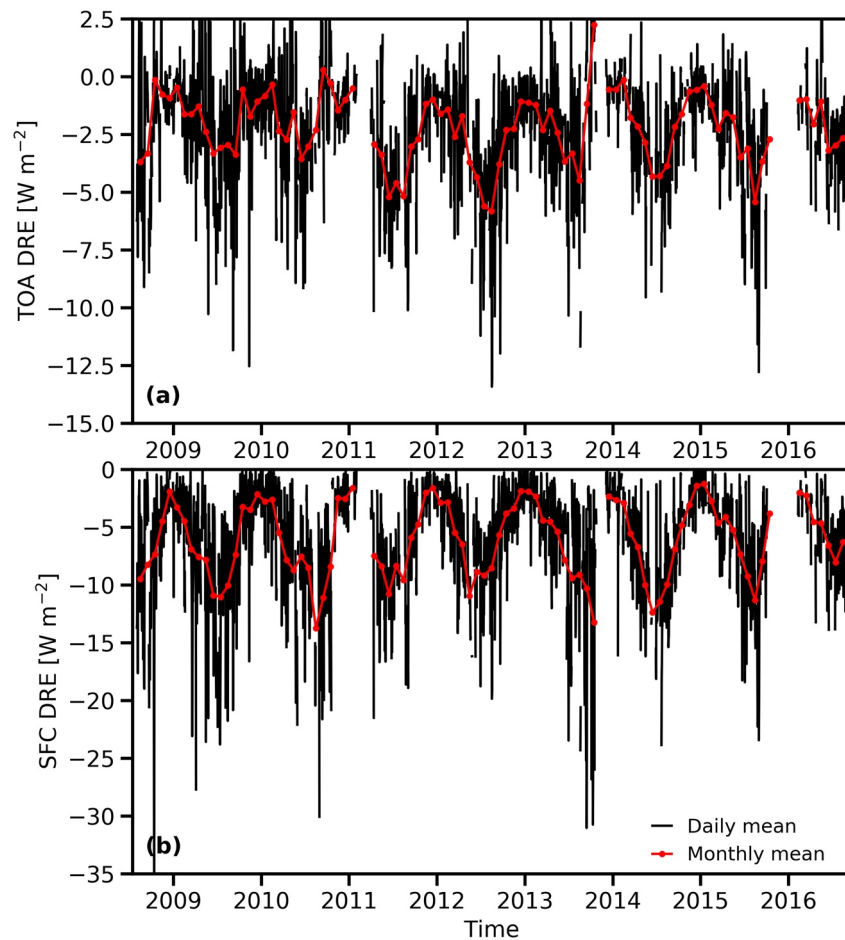 2.5
0.0
−2.5
−5.0
−7.5
−10.0
−12.5
−15.0
TOA DRE [W m⁻²]
(a)
2009 2010 2011 2012 2013 2014 2015 2016
0
−5
−10
−15
−20
−25
−30
−35
SFC DRE [W m⁻²]
(b)
Daily mean
Monthly mean
2009 2010 2011 2012 2013 2014 2015 2016
Time